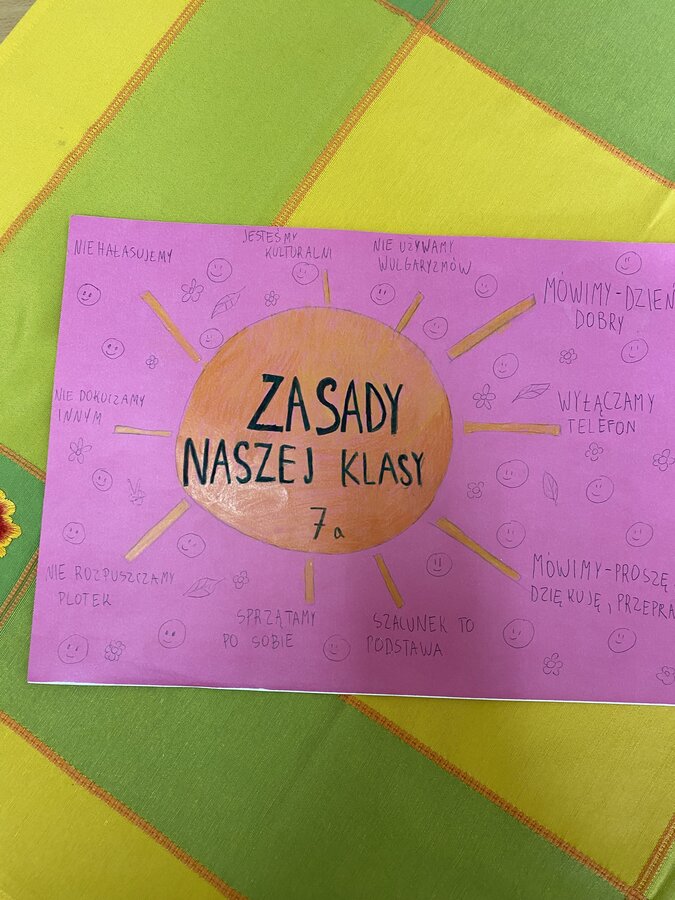 NIE HAŁASUJEMY
JESTEŚMY
KULTURALNI
NIE UŻYWAMY
WULGARYZMÓW
MÓWIMY-DZIEŃ
DOBRY
NIE DOKUCZAMY
INNYM
ZASADY
NASZEJ KLASY
7a
WYŁĄCZAMY
TELEFON
NIE ROZPUSZCZAMY
PLOTEK
SPRZĄTAMY
PO SOBIE
SZACUNEK TO
PODSTAWA
MÓWIMY-PROSZĘ,
DZIĘKUJĘ, PRZEPRA